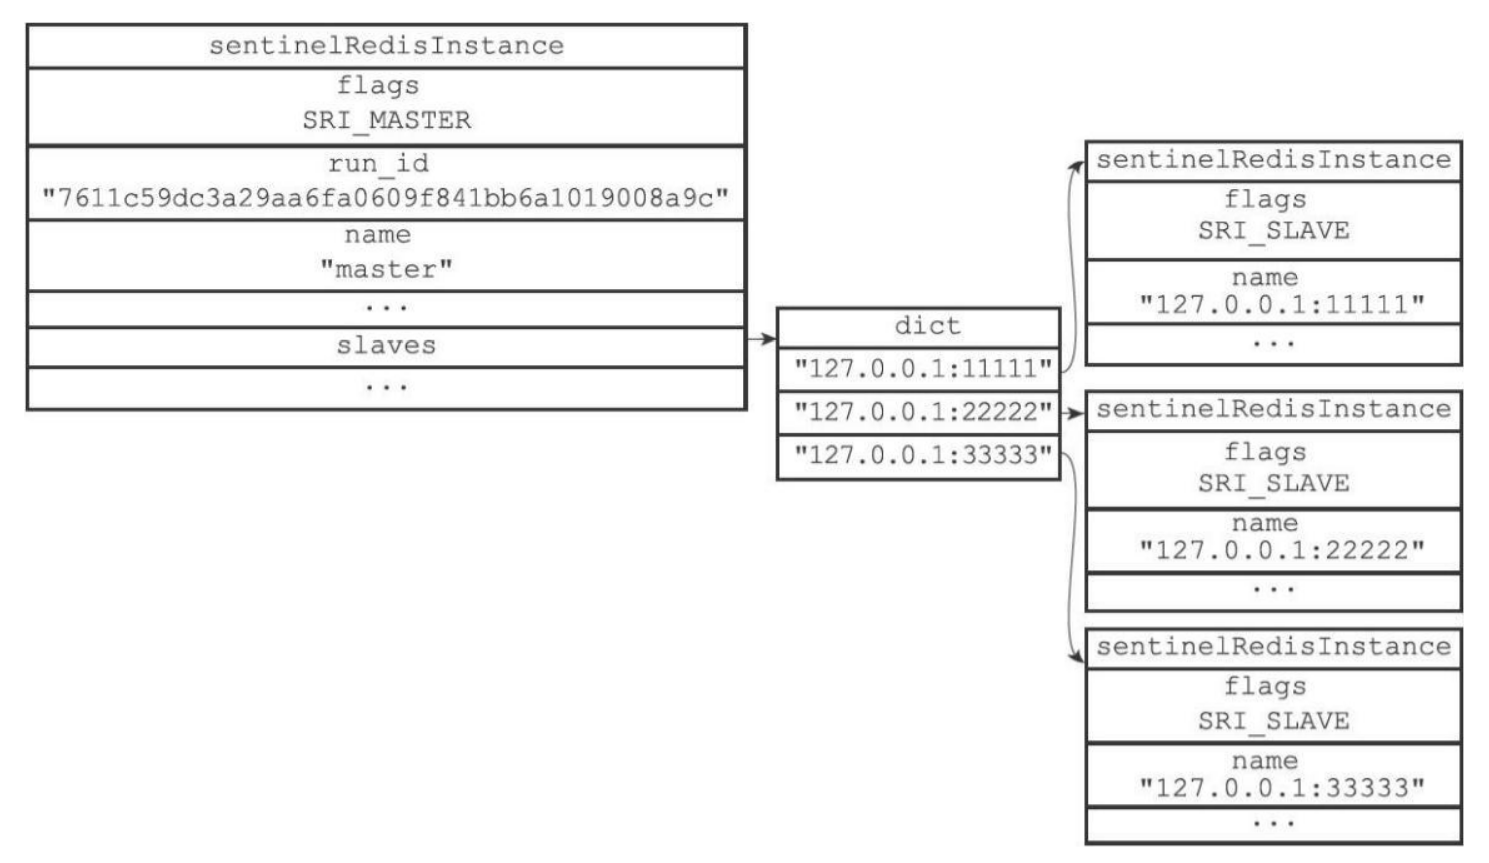 sentinelRedisInstance
flags
SRI_MASTER
run_id
"7611c59dc3a29aa6fa0609f841bb6a1019008a9c"
name
"master"
...
slaves
...
dict
"127.0.0.1:11111"
"127.0.0.1:22222"
"127.0.0.1:33333"
sentinelRedisInstance
flags
SRI_SLAVE
name
"127.0.0.1:11111"
...
sentinelRedisInstance
flags
SRI_SLAVE
name
"127.0.0.1:22222"
...
sentinelRedisInstance
flags
SRI_SLAVE
name
"127.0.0.1:33333"
...